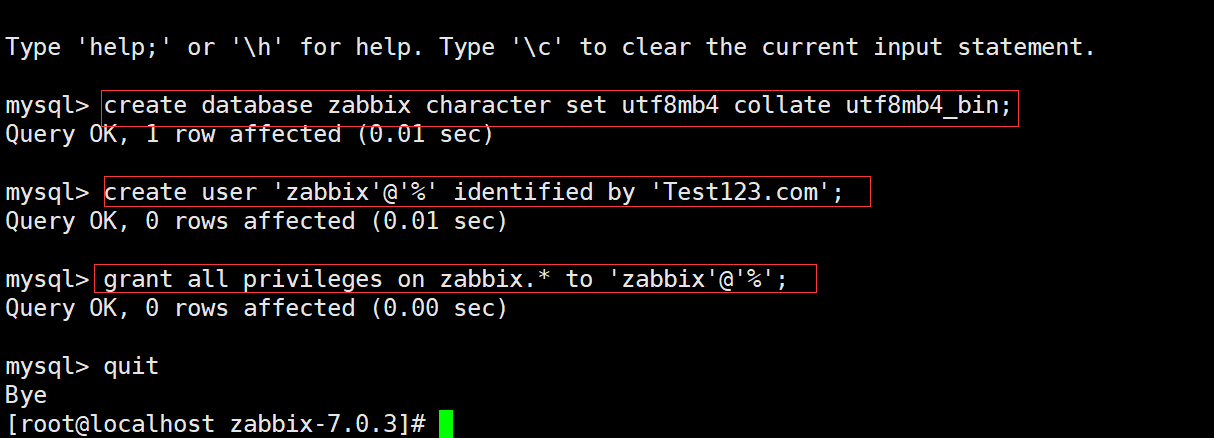 Type 'help;' or '\h' for help. Type '\c' to clear the current input statement.
mysql> create database zabbix character set utf8mb4 collate utf8mb4_bin;
Query OK, 1 row affected (0.01 sec)
mysql> create user 'zabbix'@'%' identified by 'Test123.com';
Query OK, 0 rows affected (0.01 sec)
mysql> grant all privileges on zabbix.* to 'zabbix'@'%';
Query OK, 0 rows affected (0.00 sec)
mysql> quit
Bye
[root@localhost zabbix-7.0.3]#